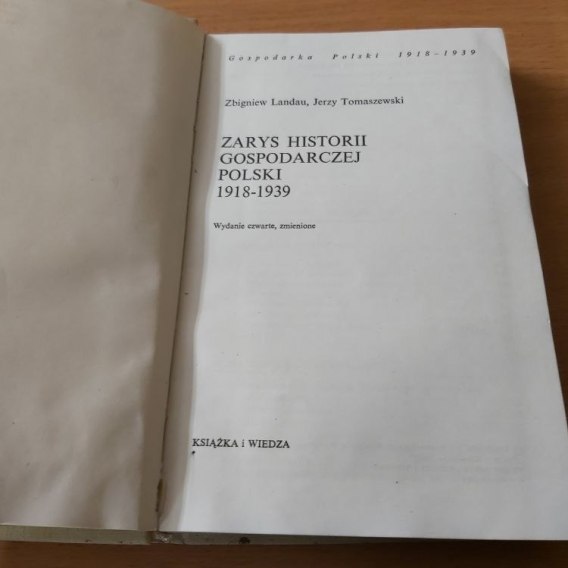 Gospodarka Polski 1918-1939
Zbigniew Landau, Jerzy Tomaszewski
ZARYS HISTORII
GOSPODARCZEJ
POLSKI
1918-1939
Wydanie czwarte, zmienione
KSIĄŻKA i WIEDZA